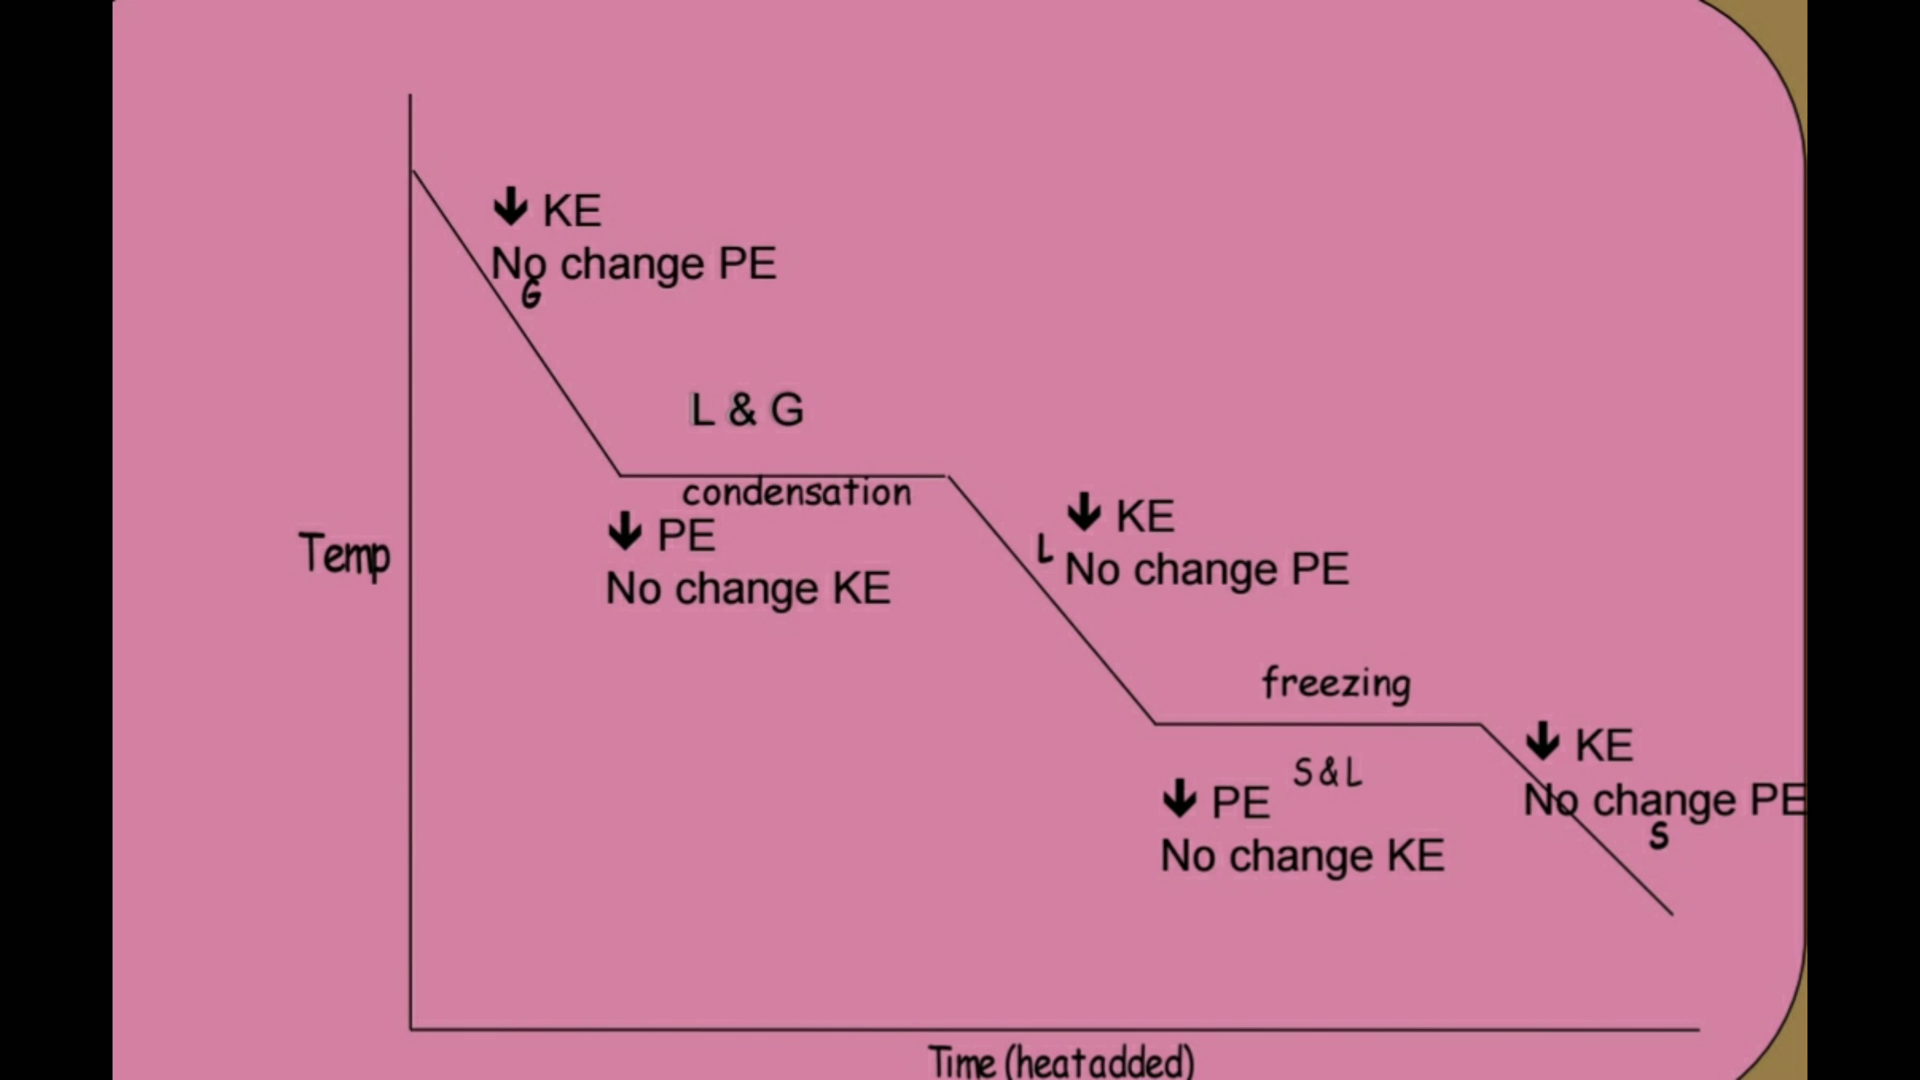 ↓ KE
No change PE
G
L & G
condensation
↓ PE
No change KE
Temp
↓ KE
L
No change PE
freezing
S & L
↓ PE
No change KE
↓ KE
No change PE
S
Time (heat added)